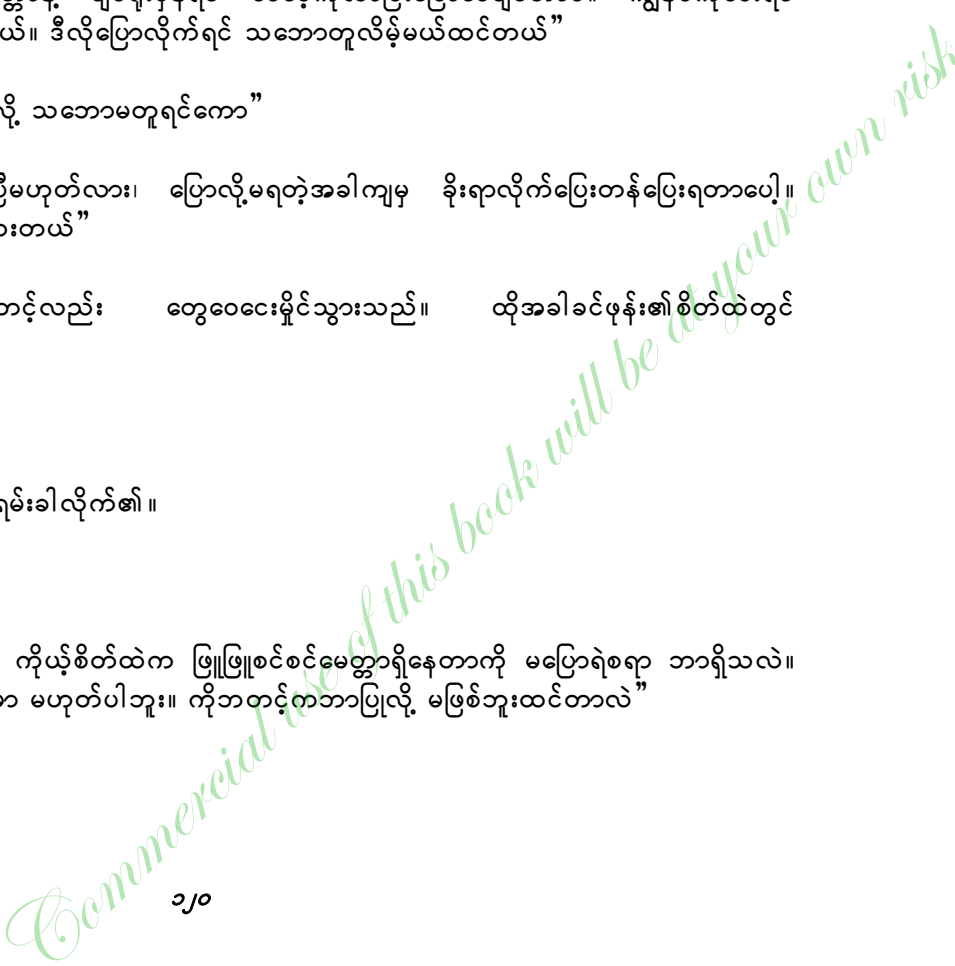 ယ်။ ဒီလိုပြောလိုက်ရင် သဘောတူလိမ့်မယ်ထင်တယ်”
လို့ သဘောမတူရင်ကော”
ပြီမဟုတ်လား၊ ပြောလို့မရတဲ့အခါကျမှ ခိုးရာလိုက်ပြေးတန်ပြေးရတာပေါ့။
းတယ်”
တင့်လည်း တွေဝေငေးမှိုင်သွားသည်။ ထိုအခါခင်ဖုန်း၏စိတ်ထဲတွင်
ရမ်းခါလိုက်၏။
ကိုယ့်စိတ်ထဲက ဖြူဖြူစင်စင်မေတ္တာရှိနေတာကို မပြောရဲစရာ ဘာရှိသလဲ။
မဟုတ်ပါဘူး။ ကိုဘတင့်ကဘာပြုလို့ မဖြစ်ဘူးထင်တာလဲ”
၁၂၀
Commercial use of this book will be at your own risk